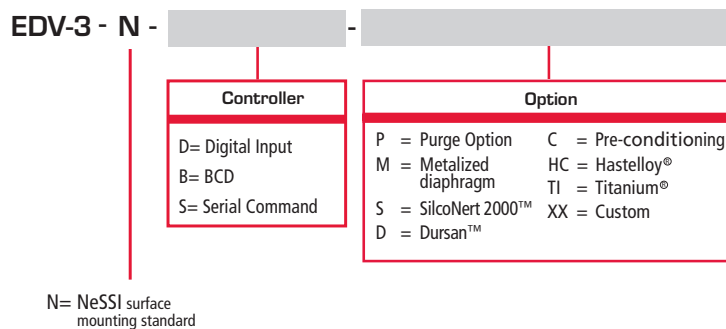 EDV-3 - N - -
Controller
D= Digital Input
B= BCD
S= Serial Command
Option
P = Purge Option
M = Metalized
diaphragm
S = SilcoNert 2000™
D = Dursan™
C = Pre-conditioning
HC = Hastelloy®
TI = Titanium®
XX = Custom
N= NeSSI surface
mounting standard